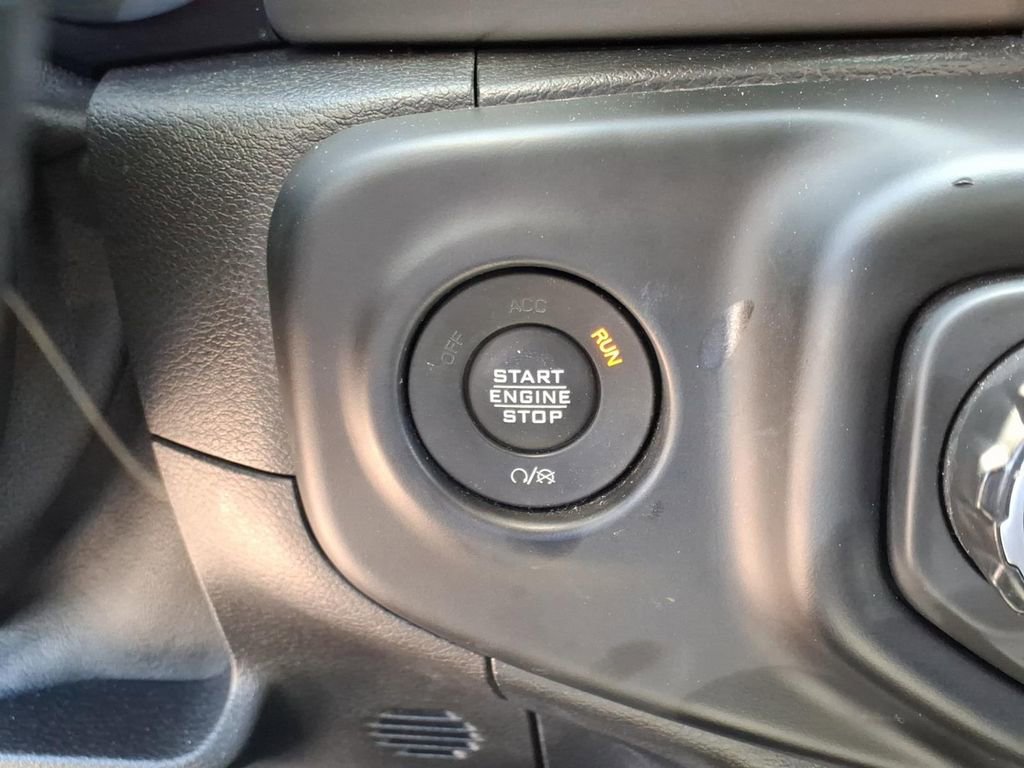 ACC
OFF
RUN
START
ENGINE
STOP